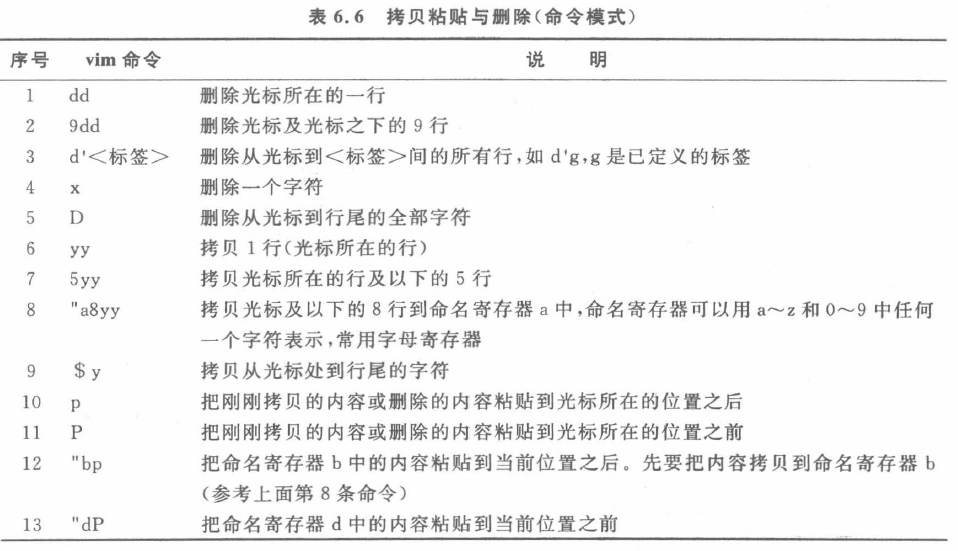 表 6.6 拷贝粘贴与删除(命令模式)
序号 vim 命令 说 明
1 dd 删除光标所在的一行
2 9dd 删除光标及光标之下的 9 行
3 d'<标签> 删除从光标到<标签>间的所有行,如 d'g,g 是已定义的标签
4 x 删除一个字符
5 D 删除从光标到行尾的全部字符
6 yy 拷贝 1 行(光标所在的行)
7 5yy 拷贝光标所在的行及以下的 5 行
8 "a8yy 拷贝光标及以下的 8 行到命名寄存器 a 中,命名寄存器可以用 a～z 和 0～9 中任何
一个字符表示,常用字母寄存器
9 $ y 拷贝从光标处到行尾的字符
10 p 把刚刚拷贝的内容或删除的内容粘贴到光标所在的位置之后
11 P 把刚刚拷贝的内容或删除的内容粘贴到光标所在的位置之前
12 "bp 把命名寄存器 b 中的内容粘贴到当前位置之后。先要把内容拷贝到命名寄存器 b
(参考上面第 8 条命令)
13 "dP 把命名寄存器 d 中的内容粘贴到当前位置之前